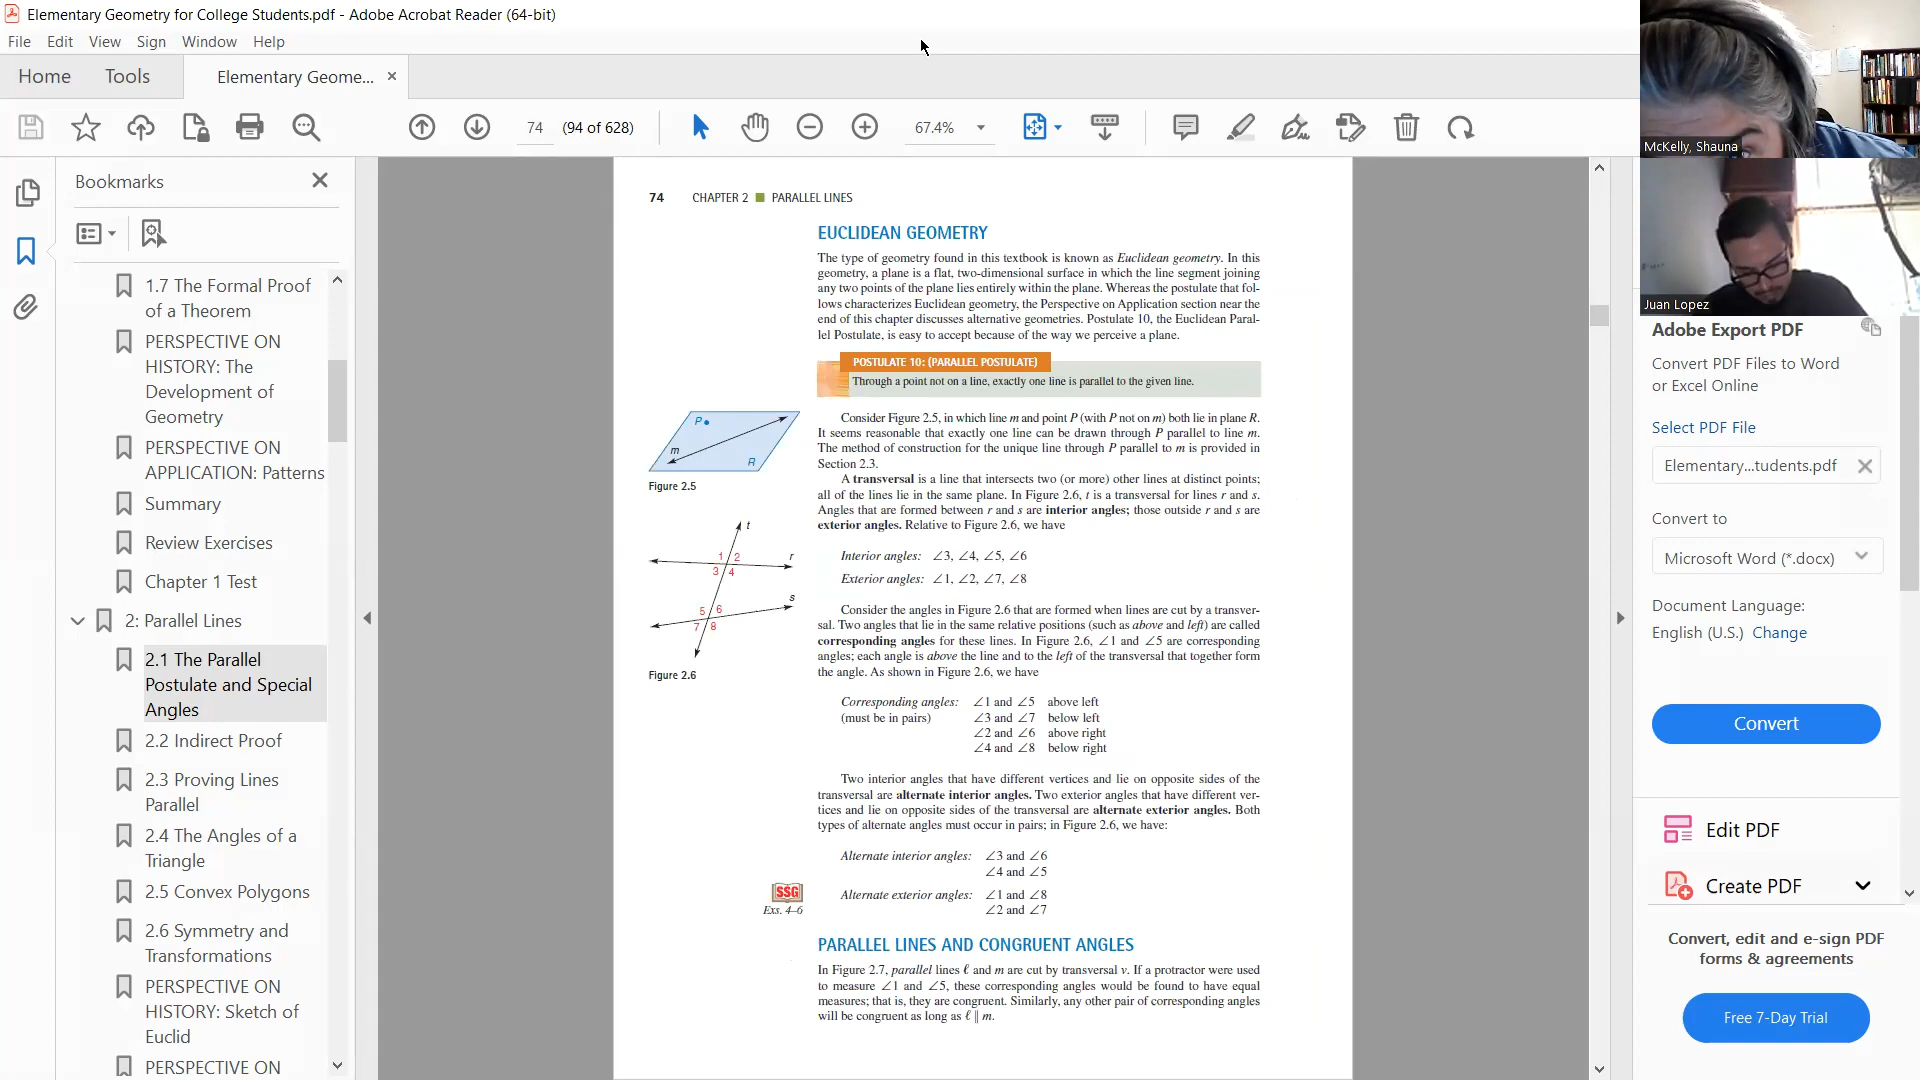 Elementary Geometry for College Students.pdf - Adobe Acrobat Reader (64-bit)
File Edit View Sign Window Help
Home Tools Elementary Geome... ×
74 (94 of 628) 67.4%
Bookmarks
1.7 The Formal Proof
of a Theorem
PERSPECTIVE ON
HISTORY: The
Development of
Geometry
PERSPECTIVE ON
APPLICATION: Patterns
Summary
Review Exercises
Chapter 1 Test
2: Parallel Lines
2.1 The Parallel
Postulate and Special
Angles
2.2 Indirect Proof
2.3 Proving Lines
Parallel
2.4 The Angles of a
Triangle
2.5 Convex Polygons
2.6 Symmetry and
Transformations
PERSPECTIVE ON
HISTORY: Sketch of
Euclid
PERSPECTIVE ON
74 CHAPTER 2 ■ PARALLEL LINES
EUCLIDEAN GEOMETRY
The type of geometry found in this textbook is known as Euclidean geometry. In this
geometry, a plane is a flat, two-dimensional surface in which the line segment joining
any two points of the plane lies entirely within the plane. Whereas the postulate that fol-
lows characterizes Euclidean geometry, the Perspective on Application section near the
end of this chapter discusses alternative geometries. Postulate 10, the Euclidean Paral-
lel Postulate, is easy to accept because of the way we perceive a plane.
POSTULATE 10: (PARALLEL POSTULATE)
Through a point not on a line, exactly one line is parallel to the given line.
P
m
R
Figure 2.5
Consider Figure 2.5, in which line m and point P (with P not on m) both lie in plane R.
It seems reasonable that exactly one line can be drawn through P parallel to line m.
The method of construction for the unique line through P parallel to m is provided in
Section 2.3.
A transversal is a line that intersects two (or more) other lines at distinct points;
all of the lines lie in the same plane. In Figure 2.6, t is a transversal for lines r and s.
Angles that are formed between r and s are interior angles; those outside r and s are
exterior angles. Relative to Figure 2.6, we have
t
1 2 r
3 4
s
5 6
7 8
Figure 2.6
Interior angles: ∠3, ∠4, ∠5, ∠6
Exterior angles: ∠1, ∠2, ∠7, ∠8
Consider the angles in Figure 2.6 that are formed when lines are cut by a transver-
sal. Two angles that lie in the same relative positions (such as above and left) are called
corresponding angles for these lines. In Figure 2.6, ∠1 and ∠5 are corresponding
angles; each angle is above the line and to the left of the transversal that together form
the angle. As shown in Figure 2.6, we have
Corresponding angles: ∠1 and ∠5 above left
(must be in pairs) ∠3 and ∠7 below left
∠2 and ∠6 above right
∠4 and ∠8 below right
Two interior angles that have different vertices and lie on opposite sides of the
transversal are alternate interior angles. Two exterior angles that have different ver-
tices and lie on opposite sides of the transversal are alternate exterior angles. Both
types of alternate angles must occur in pairs; in Figure 2.6, we have:
Alternate interior angles: ∠3 and ∠6
∠4 and ∠5
SSG
Exs. 4–6
Alternate exterior angles: ∠1 and ∠8
∠2 and ∠7
PARALLEL LINES AND CONGRUENT ANGLES
In Figure 2.7, parallel lines ℓ and m are cut by transversal v. If a protractor were used
to measure ∠1 and ∠5, these corresponding angles would be found to have equal
measures; that is, they are congruent. Similarly, any other pair of corresponding angles
will be congruent as long as ℓ ∥ m.
McKelly, Shauna
Juan Lopez
Adobe Export PDF
Convert PDF Files to Word
or Excel Online
Select PDF File
Elementary...tudents.pdf
Convert to
Microsoft Word (*.docx)
Document Language:
English (U.S.) Change
Convert
Edit PDF
Create PDF
Convert, edit and e-sign PDF
forms & agreements
Free 7-Day Trial